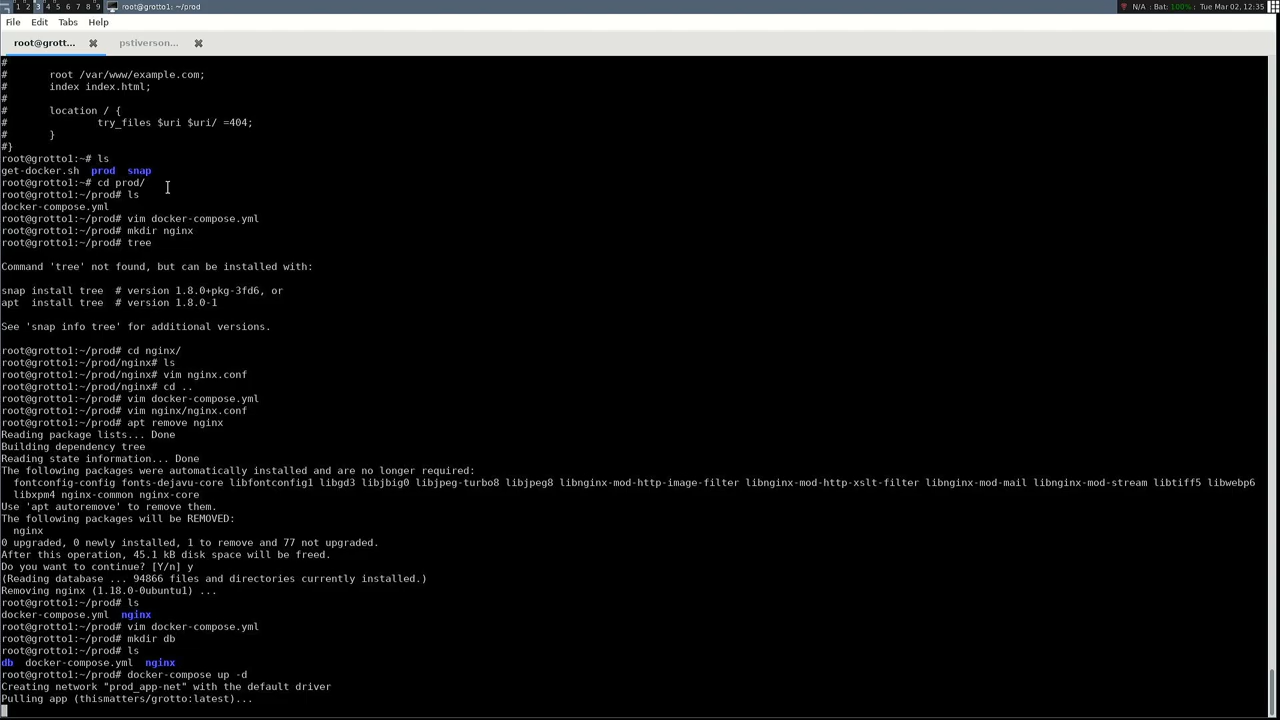 1 2 3 4 5 6 7 8 9 root@grotto1: ~/prod N/A : Bat: 100% : Tue Mar 02, 12:35
File Edit Tabs Help
root@grott... pstiverson...
#
# root /var/www/example.com;
# index index.html;
#
# location / {
# try_files $uri $uri/ =404;
# }
#}
root@grotto1:~# ls
get-docker.sh prod snap
root@grotto1:~# cd prod/
root@grotto1:~/prod# ls
docker-compose.yml
root@grotto1:~/prod# vim docker-compose.yml
root@grotto1:~/prod# mkdir nginx
root@grotto1:~/prod# tree
Command 'tree' not found, but can be installed with:
snap install tree # version 1.8.0+pkg-3fd6, or
apt install tree # version 1.8.0-1
See 'snap info tree' for additional versions.
root@grotto1:~/prod# cd nginx/
root@grotto1:~/prod/nginx# ls
root@grotto1:~/prod/nginx# vim nginx.conf
root@grotto1:~/prod/nginx# cd ..
root@grotto1:~/prod# vim docker-compose.yml
root@grotto1:~/prod# vim nginx/nginx.conf
root@grotto1:~/prod# apt remove nginx
Reading package lists... Done
Building dependency tree
Reading state information... Done
The following packages were automatically installed and are no longer required:
fontconfig-config fonts-dejavu-core libfontconfig1 libgd3 libjbig0 libjpeg-turbo8 libjpeg8 libnginx-mod-http-image-filter libnginx-mod-http-xslt-filter libnginx-mod-mail libnginx-mod-stream libtiff5 libwebp6
libxpm4 nginx-common nginx-core
Use 'apt autoremove' to remove them.
The following packages will be REMOVED:
nginx
0 upgraded, 0 newly installed, 1 to remove and 77 not upgraded.
After this operation, 45.1 kB disk space will be freed.
Do you want to continue? [Y/n] y
(Reading database ... 94866 files and directories currently installed.)
Removing nginx (1.18.0-0ubuntu1) ...
root@grotto1:~/prod# ls
docker-compose.yml nginx
root@grotto1:~/prod# vim docker-compose.yml
root@grotto1:~/prod# mkdir db
root@grotto1:~/prod# ls
db docker-compose.yml nginx
root@grotto1:~/prod# docker-compose up -d
Creating network "prod_app-net" with the default driver
Pulling app (thismatters/grotto:latest)...